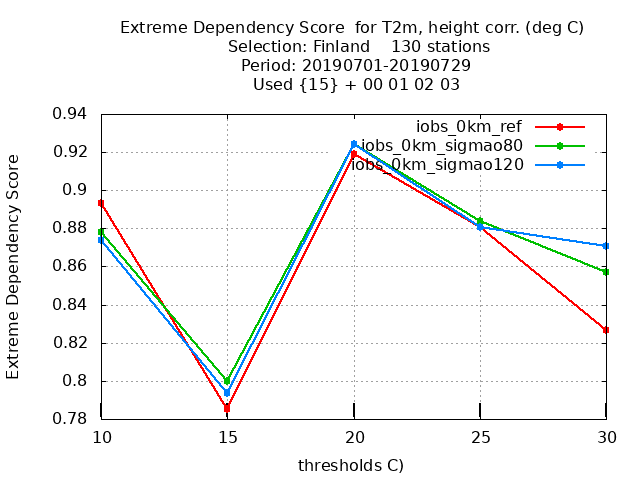 Extreme Dependency Score  for T2m, height corr. (deg C)
Selection: Finland    130 stations
Period: 20190701-20190729
Used {15} + 00 01 02 03
iobs_0km_ref
iobs_0km_sigmao80
iobs_0km_sigmao120
Extreme Dependency Score
0.94
0.92
0.9
0.88
0.86
0.84
0.82
0.8
0.78
10 15 20 25 30
thresholds C)